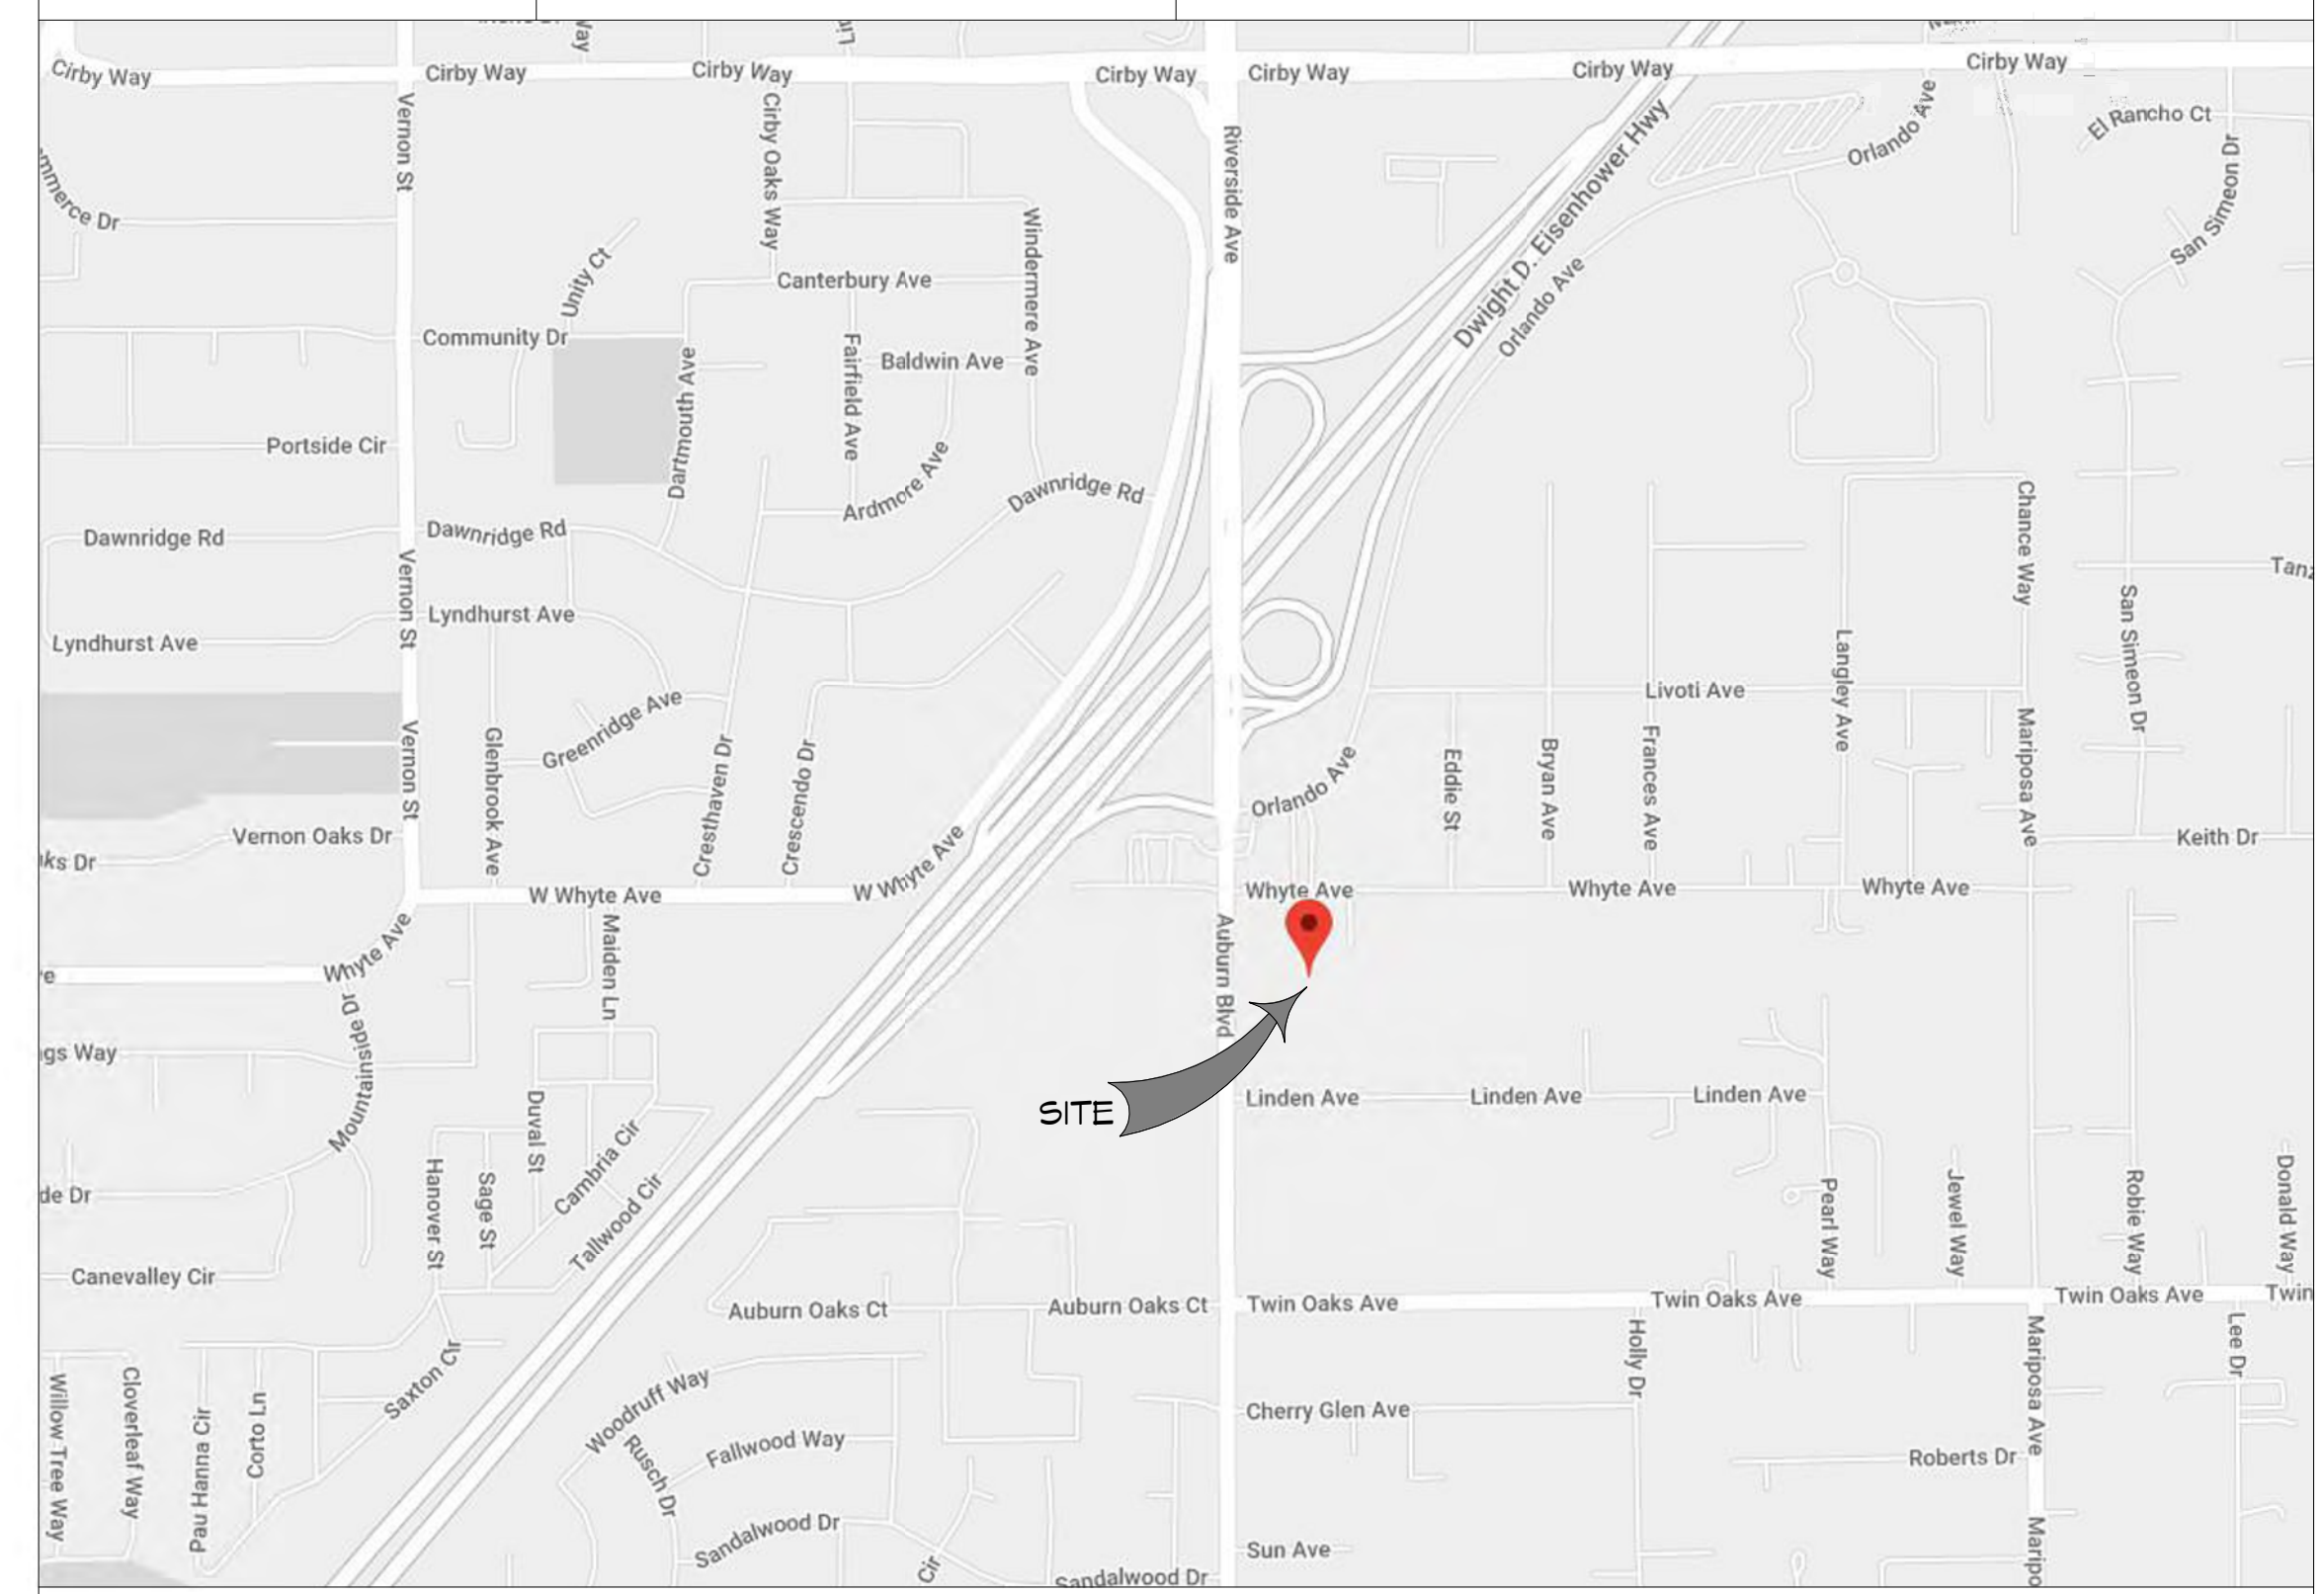 Cirby Way
Cirby Way
Cirby Way
Cirby Way
Cirby Way
Cirby Way
Cirby Way
Way
Vernon St
Cirby Oaks Way
Riverside Ave
Dwight D. Eisenhower Hwy
Orlando Ave
El Rancho Ct
San Simeon Dr
Dr
Windermere Ave
Unity Ct
Canterbury Ave
Orlando Ave
Community Dr
Dartmouth Ave
Fairfield Ave
Baldwin Ave
Portside Cir
Ardmore Ave
Dawnridge Rd
Dawnridge Rd
Dawnridge Rd
Chance Way
Vernon St
Lyndhurst Ave
Lyndhurst Ave
San Simeon Dr
Langley Ave
Livoti Ave
Greenridge Ave
Vernon St
Glenbrook Ave
Cresthaven Dr
Crescendo Dr
Orlando Ave
Eddie St
Bryan Ave
Frances Ave
Mariposa Ave
Vernon Oaks Dr
Keith Dr
Dr
W Whyte Ave
W Whyte Ave
Whyte Ave
Whyte Ave
Whyte Ave
Whyte Ave
Maiden Ln
Auburn Blvd
Mountainside Dr
Way
SITE
Linden Ave
Linden Ave
Linden Ave
Duval St
Cambria Cir
Hanover St
Sage St
Tallwood Cir
Dr
Pearl Way
Jewel Way
Robie Way
Donald Way
Canevalley Cir
Auburn Oaks Ct
Auburn Oaks Ct
Twin Oaks Ave
Twin Oaks Ave
Twin Oaks Ave
Twin
Saxton Cir
Holly Dr
Mariposa Ave
Lee Dr
Willow Tree Way
Cloverleaf Way
Pau Hanna Cir
Corto Ln
Woodruff Way
Rusch Dr
Fallwood Way
Cherry Glen Ave
Roberts Dr
Sandalwood Dr
Cir
Sandalwood Dr
Sun Ave